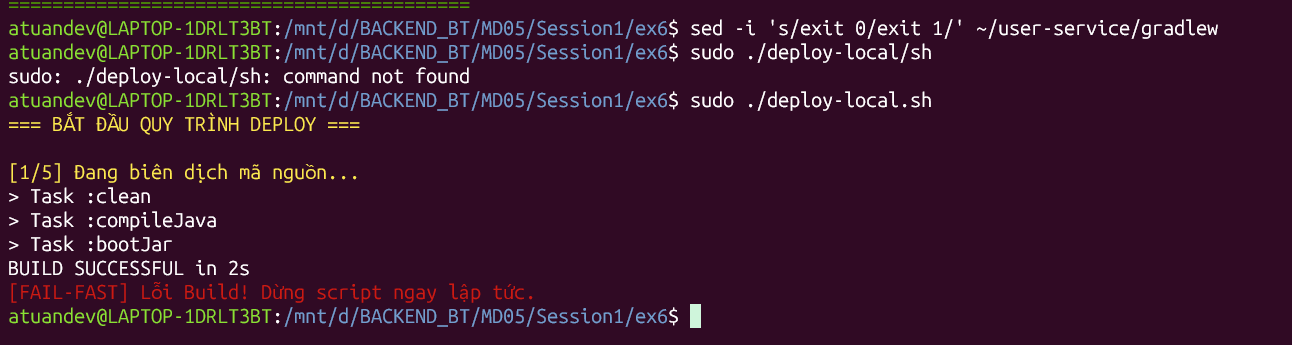 ==========================================
atuandev@LAPTOP-1DRLT3BT:/mnt/d/BACKEND_BT/MD05/Session1/ex6$ sed -i 's/exit 0/exit 1/' ~/user-service/gradlew
atuandev@LAPTOP-1DRLT3BT:/mnt/d/BACKEND_BT/MD05/Session1/ex6$ sudo ./deploy-local/sh
sudo: ./deploy-local/sh: command not found
atuandev@LAPTOP-1DRLT3BT:/mnt/d/BACKEND_BT/MD05/Session1/ex6$ sudo ./deploy-local.sh
=== BẮT ĐẦU QUY TRÌNH DEPLOY ===
[1/5] Đang biên dịch mã nguồn...
> Task :clean
> Task :compileJava
> Task :bootJar
BUILD SUCCESSFUL in 2s
[FAIL-FAST] Lỗi Build! Dừng script ngay lập tức.
atuandev@LAPTOP-1DRLT3BT:/mnt/d/BACKEND_BT/MD05/Session1/ex6$